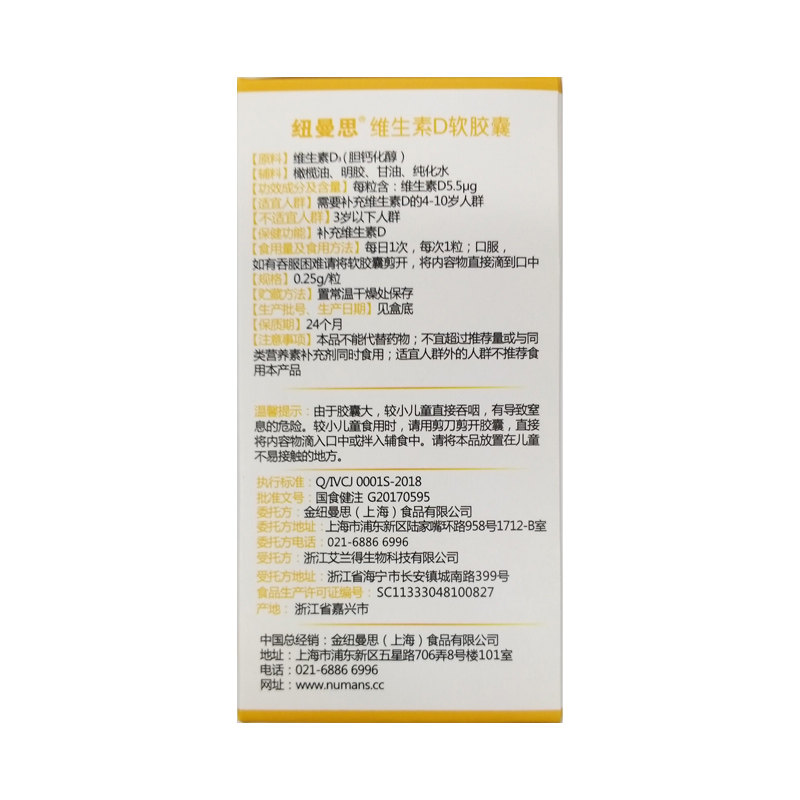 纽曼思®维生素D软胶囊
【原料】维生素D₃(胆钙化醇)
【辅料】橄榄油、明胶、甘油、纯化水
【功效成分及含量】每粒含：维生素D5.5μg
【适宜人群】需要补充维生素D的4-10岁人群
【不适宜人群】3岁以下人群
【保健功能】补充维生素D
【食用量及食用方法】每日1次，每次1粒；口服，
如有吞服困难请将软胶囊剪开，将内容物直接滴到口中
【规格】0.25g/粒
【贮藏方法】置常温干燥处保存
【生产批号、生产日期】见盒底
【保质期】24个月
【注意事项】本品不能代替药物；不宜超过推荐量或与同
类营养素补充剂同时食用；适宜人群外的人群不推荐食
用本产品
温馨提示：由于胶囊大，较小儿童直接吞咽，有导致窒
息的危险。较小儿童食用时，请用剪刀剪开胶囊，直接
将内容物滴入口中或拌入辅食中。请将本品放置在儿童
不易接触的地方。
执行标准：Q/IVCJ 0001S-2018
批准文号：国食健注 G20170595
委托方：金纽曼思（上海）食品有限公司
委托方地址：上海市浦东新区陆家嘴环路958号1712-B室
委托方电话：021-6886 6996
受托方：浙江艾兰得生物科技有限公司
受托方地址：浙江省海宁市长安镇城南路399号
食品生产许可证编号：SC11333048100827
产地：浙江省嘉兴市
中国总经销：金纽曼思（上海）食品有限公司
地址：上海市浦东新区五星路706弄8号楼101室
电话：021-6886 6996
网址：www.numans.cc